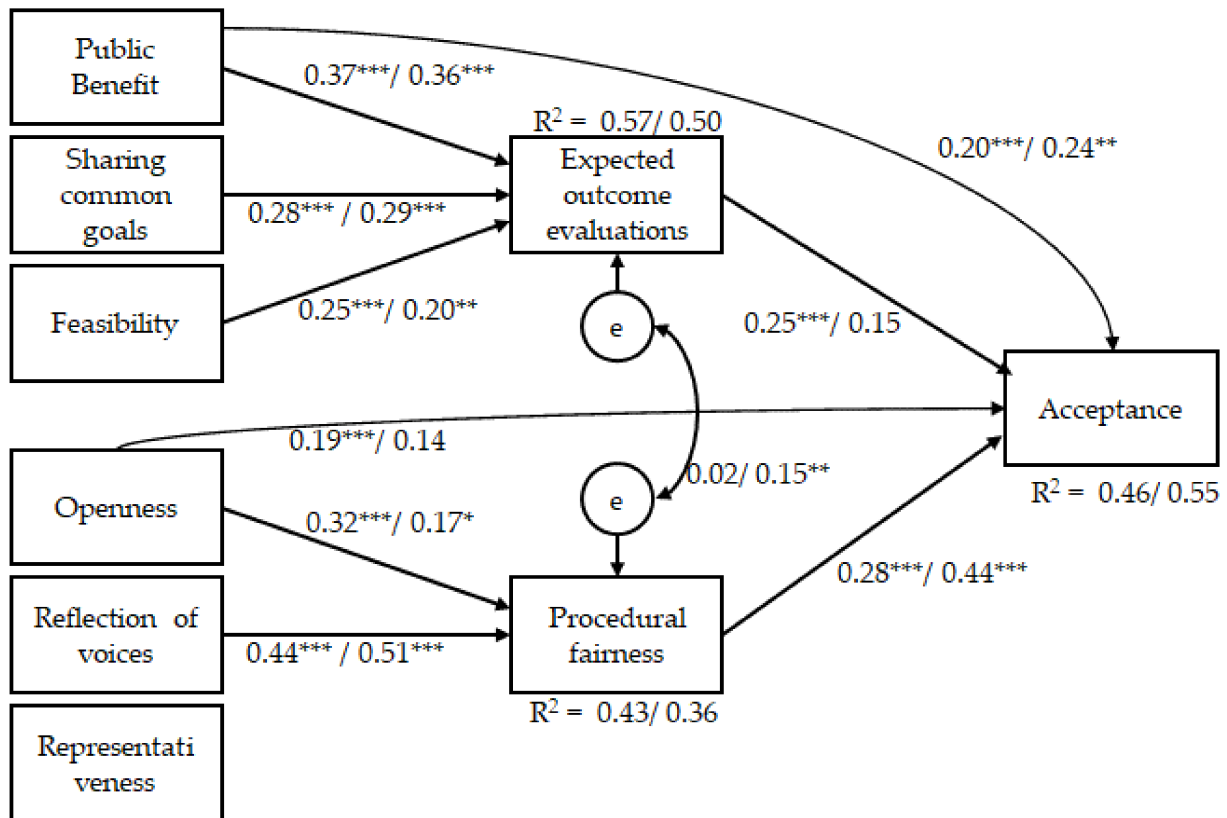 Public
Benefit
0.37***/ 0.36***
R² = 0.57/ 0.50
0.20***/ 0.24**
Sharing
common
goals
0.28*** / 0.29***
Expected
outcome
evaluations
Feasibility
0.25***/ 0.20**
e
0.25***/ 0.15
Acceptance
R² = 0.46/ 0.55
0.19***/ 0.14
0.02/ 0.15**
Openness
e
0.32***/ 0.17*
0.28***/ 0.44***
Reflection of
voices
0.44*** / 0.51***
Procedural
fairness
R² = 0.43/ 0.36
Representati
veness